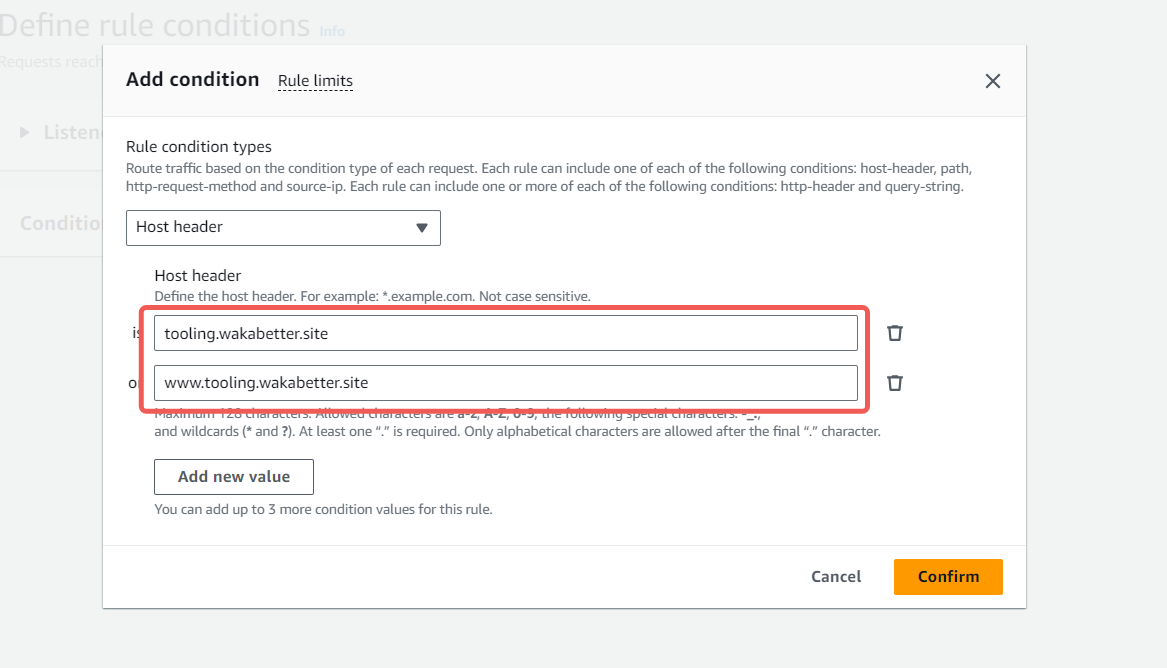 Define rule conditions Info
Requests reach
Add condition Rule limits
Listen
Rule condition types
Route traffic based on the condition type of each request. Each rule can include one of each of the following conditions: host-header, path,
http-request-method and source-ip. Each rule can include one or more of each of the following conditions: http-header and query-string.
Host header
Conditio
Host header
Define the host header. For example: *.example.com. Not case sensitive.
is tooling.wakabetter.site
or www.tooling.wakabetter.site
Maximum 128 characters. Allowed characters are a-z, A-Z, 0-9, the following special characters: -_.,
and wildcards (* and ?). At least one “.” is required. Only alphabetical characters are allowed after the final “.” character.
Add new value
You can add up to 3 more condition values for this rule.
Cancel Confirm